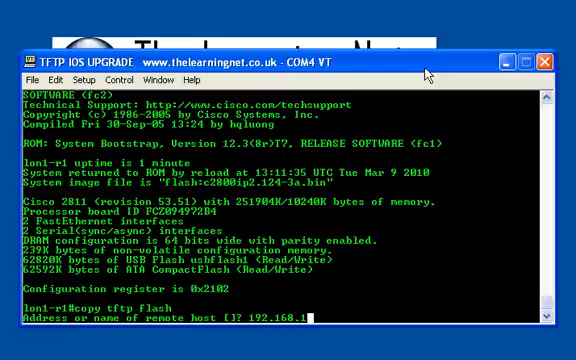 TFTP IOS UPGRADE www.thelearningnet.co.uk - COM4 VT
File Edit Setup Control Window Help
SOFTWARE (fc2)
Technical Support: http://www.cisco.com/techsupport
Copyright (c) 1986-2005 by Cisco Systems, Inc.
Compiled Fri 30-Sep-05 13:24 by hqluong
ROM: System Bootstrap, Version 12.3(8r)T7, RELEASE SOFTWARE (fc1)
lon1-r1 uptime is 1 minute
System returned to ROM by reload at 13:11:35 UTC Tue Mar 9 2010
System image file is "flash:c2800ip2.124-3a.bin"
Cisco 2811 (revision 53.51) with 251904K/10240K bytes of memory.
Processor board ID FCZ094972B4
2 FastEthernet interfaces
2 Serial(sync/async) interfaces
DRAM configuration is 64 bits wide with parity enabled.
239K bytes of non-volatile configuration memory.
62820K bytes of USB Flash usbflash1 (Read/Write)
62592K bytes of ATA CompactFlash (Read/Write)
Configuration register is 0x2102
lon1-r1#copy tftp flash
Address or name of remote host []? 192.168.1